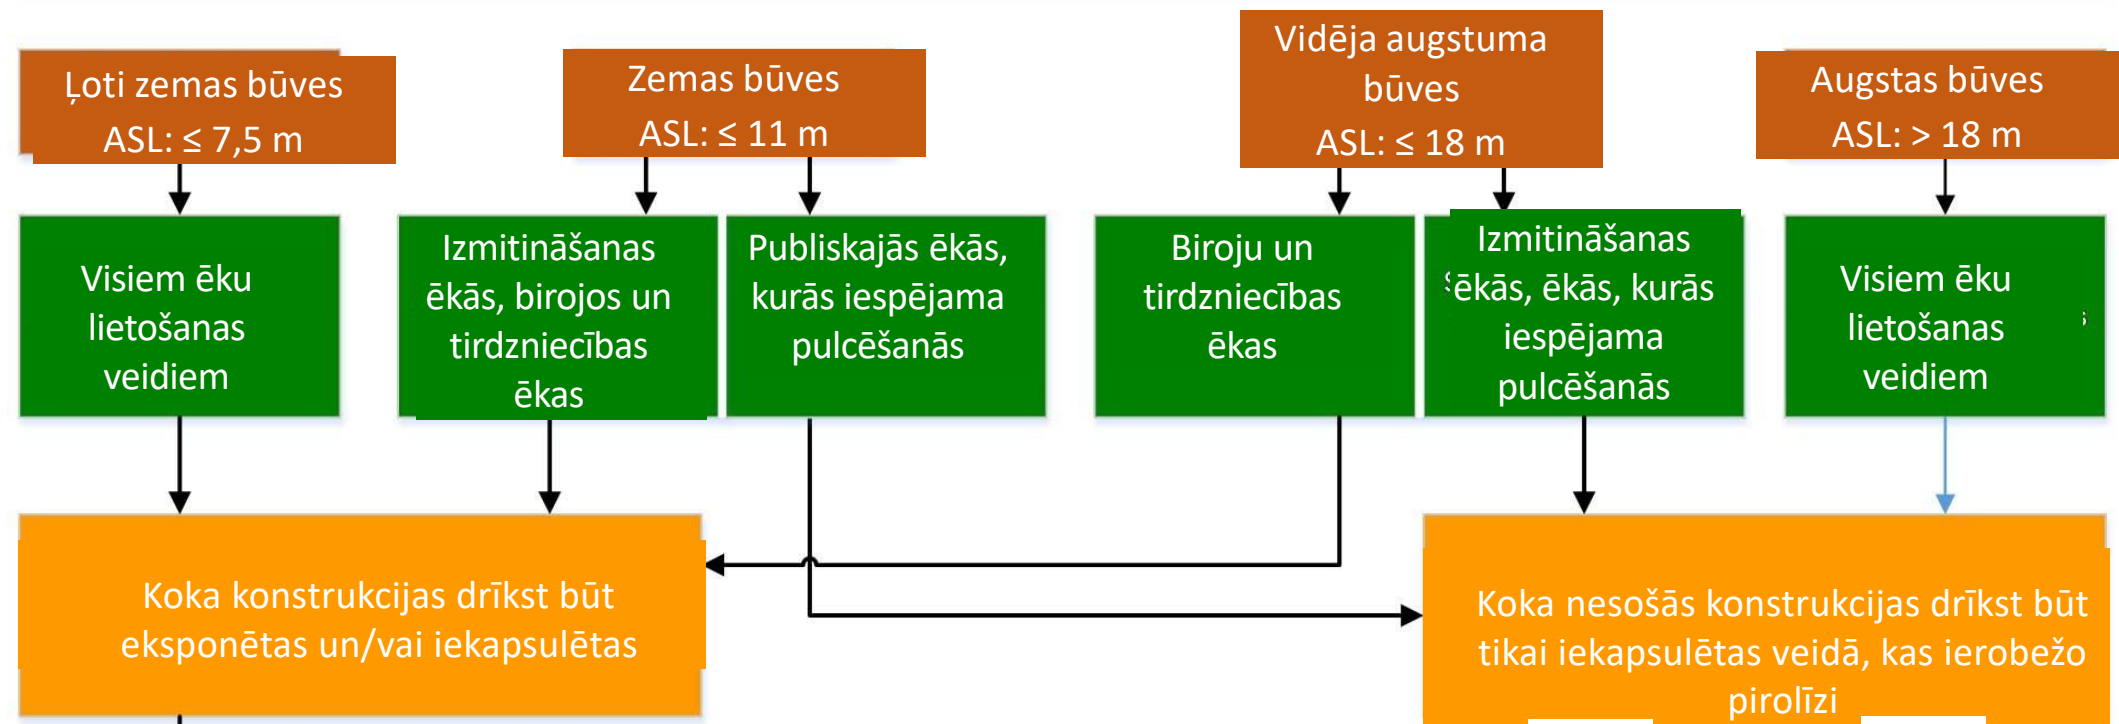 Ļoti zemas būves
ASL: ≤ 7,5 m
Zemas būves
ASL: ≤ 11 m
Vidēja augstuma
būves
ASL: ≤ 18 m
Augstas būves
ASL: > 18 m
Visiem ēku
lietošanas
veidiem
Izmitināšanas
ēkās, birojos un
tirdzniecības
ēkas
Publiskajās ēkās,
kurās iespējama
pulcēšanās
Biroju un
tirdzniecības
ēkas
Izmitināšanas
ēkās, ēkās, kurās
iespējama
pulcēšanās
Visiem ēku
lietošanas
veidiem
Koka konstrukcijas drīkst būt
eksponētas un/vai iekapsulētas
Koka nesošās konstrukcijas drīkst būt
tikai iekapsulētas veidā, kas ierobežo
pirolīzi